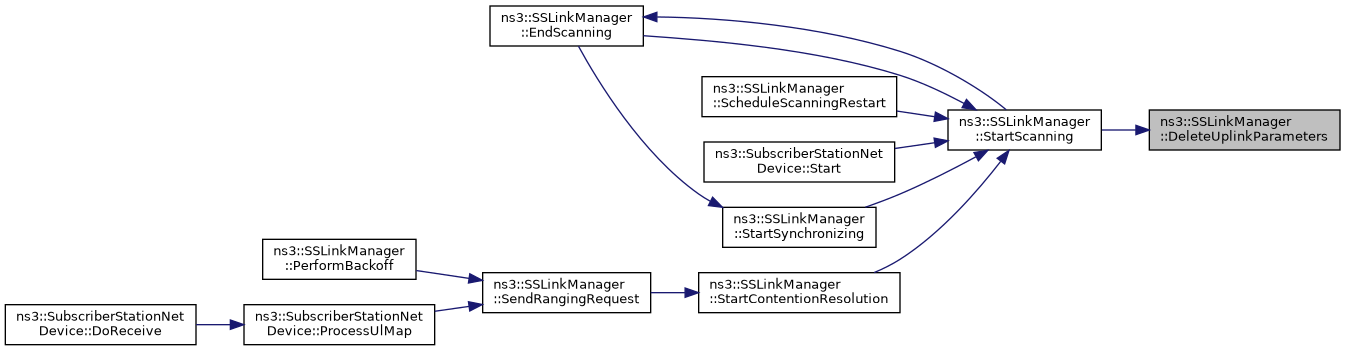 ns3::SSLinkManager
::EndScanning
ns3::SSLinkManager
::ScheduleScanningRestart
ns3::SSLinkManager
::StartScanning
ns3::SSLinkManager
::DeleteUplinkParameters
ns3::SubscriberStationNet
Device::Start
ns3::SSLinkManager
::StartSynchronizing
ns3::SSLinkManager
::PerformBackoff
ns3::SSLinkManager
::SendRangingRequest
ns3::SSLinkManager
::StartContentionResolution
ns3::SubscriberStationNet
Device::DoReceive
ns3::SubscriberStationNet
Device::ProcessUlMap